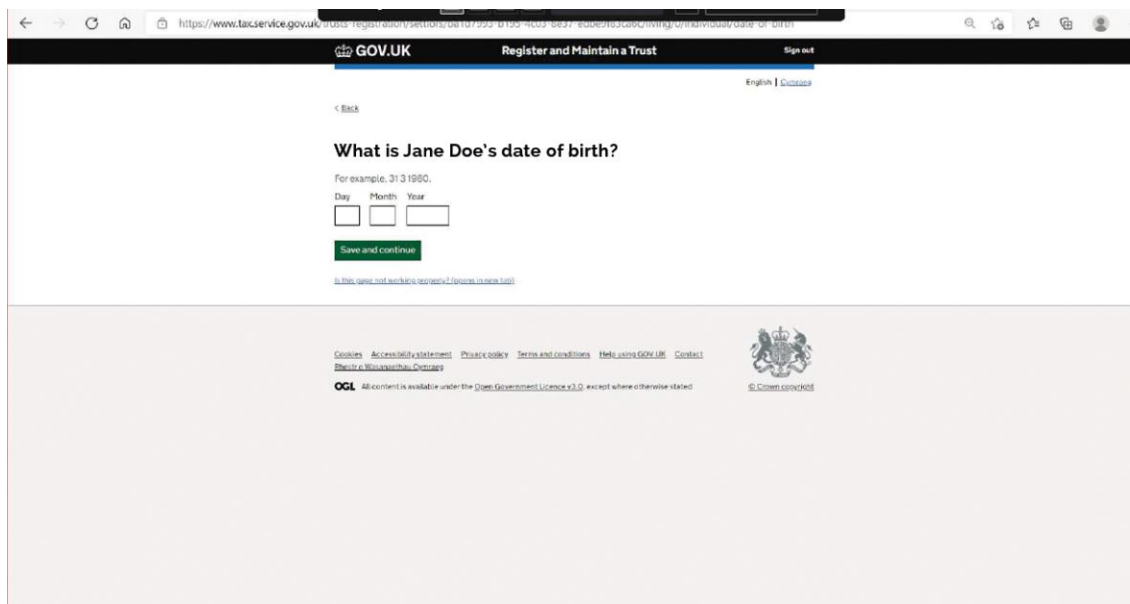 https://www.tax.service.gov.uk/trusts-registration/settlors/
GOV.UK Register and Maintain a Trust Sign out
English | Cymraeg
< Back
What is Jane Doe's date of birth?
For example, 31 3 1980.
Day Month Year
Save and continue
Is this page not working properly? (opens in new tab)
Cookies Accessibility statement Privacy policy Terms and conditions Help using GOV.UK Contact
Rhestr o Wasanaethau Cymraeg
OGL All content is available under the Open Government Licence v3.0, except where otherwise stated
© Crown copyright